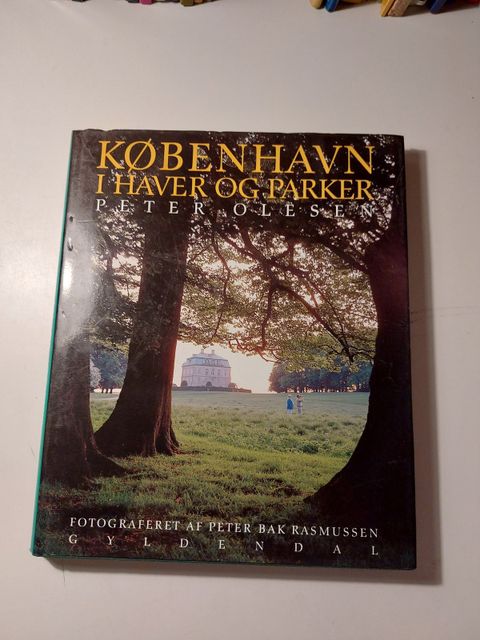 KØBENHAVN
I HAVER OG PARKER
PETER OLESEN
FOTOGRAFERET AF PETER BAK RASMUSSEN
GYLDENDAL